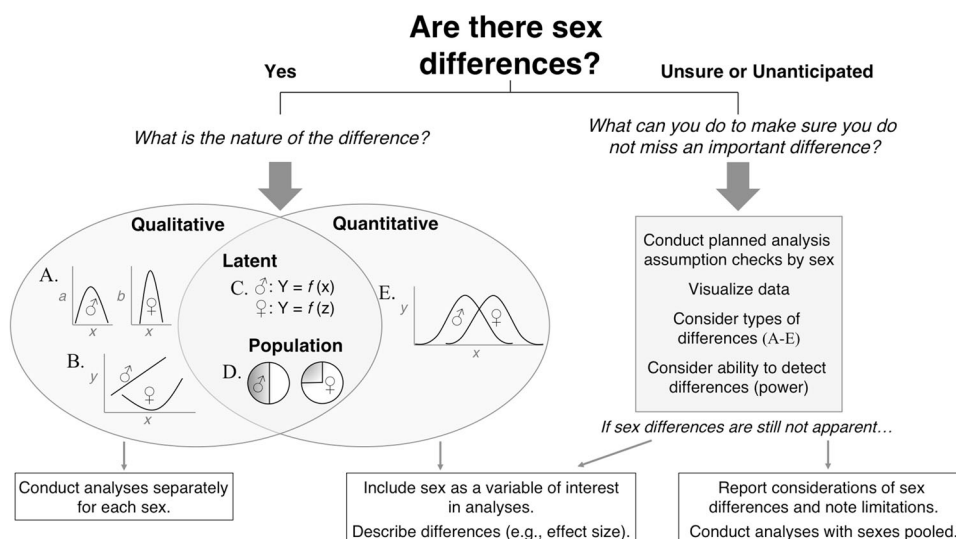 Are there sex
differences?
Yes
Unsure or Unanticipated
What is the nature of the difference?
What can you do to make sure you do
not miss an important difference?
Qualitative
Quantitative
A.
a
♂
x
b
♀
x
B.
y
♂
♀
x
Latent
C. ♂: Y = f (x)
♀: Y = f (z)
Population
D.
♂
♀
E.
y
♂
♀
x
Conduct planned analysis
assumption checks by sex
Visualize data
Consider types of
differences (A-E)
Consider ability to detect
differences (power)
If sex differences are still not apparent…
Conduct analyses separately
for each sex.
Include sex as a variable of interest
in analyses.
Describe differences (e.g., effect size).
Report considerations of sex
differences and note limitations.
Conduct analyses with sexes pooled.